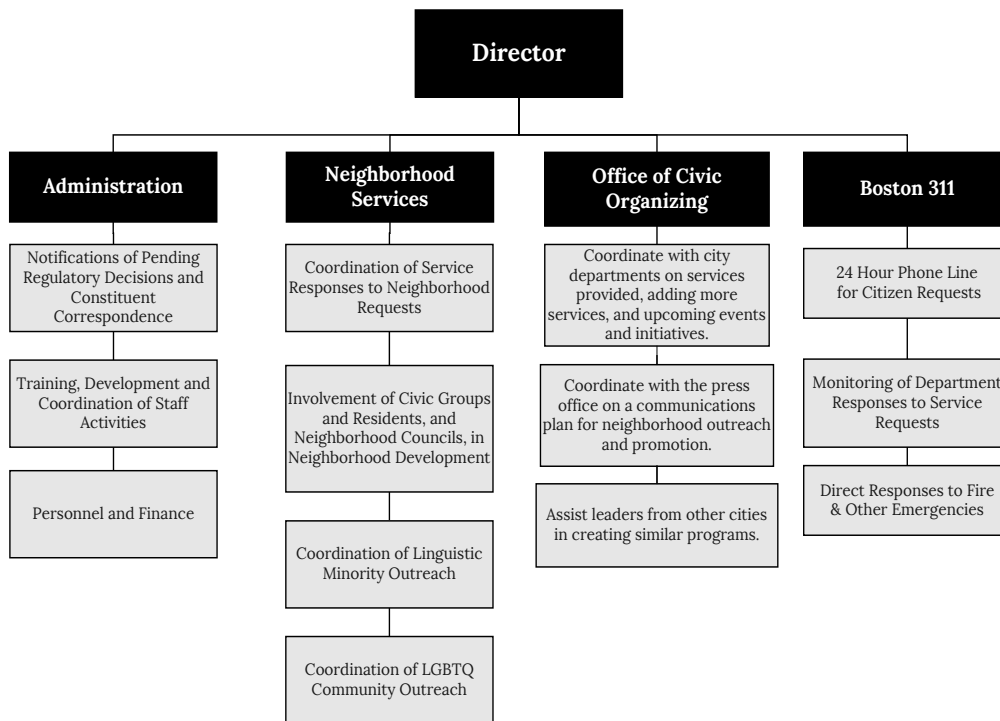 Director
Administration
Notifications of Pending
Regulatory Decisions and
Constituent
Correspondence
Training, Development and
Coordination of Staff
Activities
Personnel and Finance
Neighborhood
Services
Coordination of Service
Responses to Neighborhood
Requests
Involvement of Civic Groups
and Residents, and
Neighborhood Councils, in
Neighborhood Development
Coordination of Linguistic
Minority Outreach
Coordination of LGBTQ
Community Outreach
Office of Civic
Organizing
Coordinate with city
departments on services
provided, adding more
services, and upcoming events
and initiatives.
Coordinate with the press
office on a communications
plan for neighborhood outreach
and promotion.
Assist leaders from other cities
in creating similar programs.
Boston 311
24 Hour Phone Line
for Citizen Requests
Monitoring of Department
Responses to Service
Requests
Direct Responses to Fire
& Other Emergencies